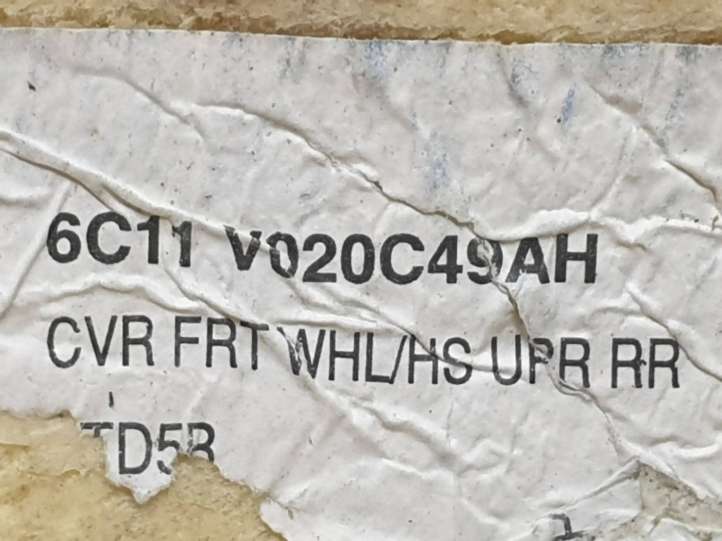 6C11 V020C49AH
CVR FRT WHL/HS UPR RR
TD5B